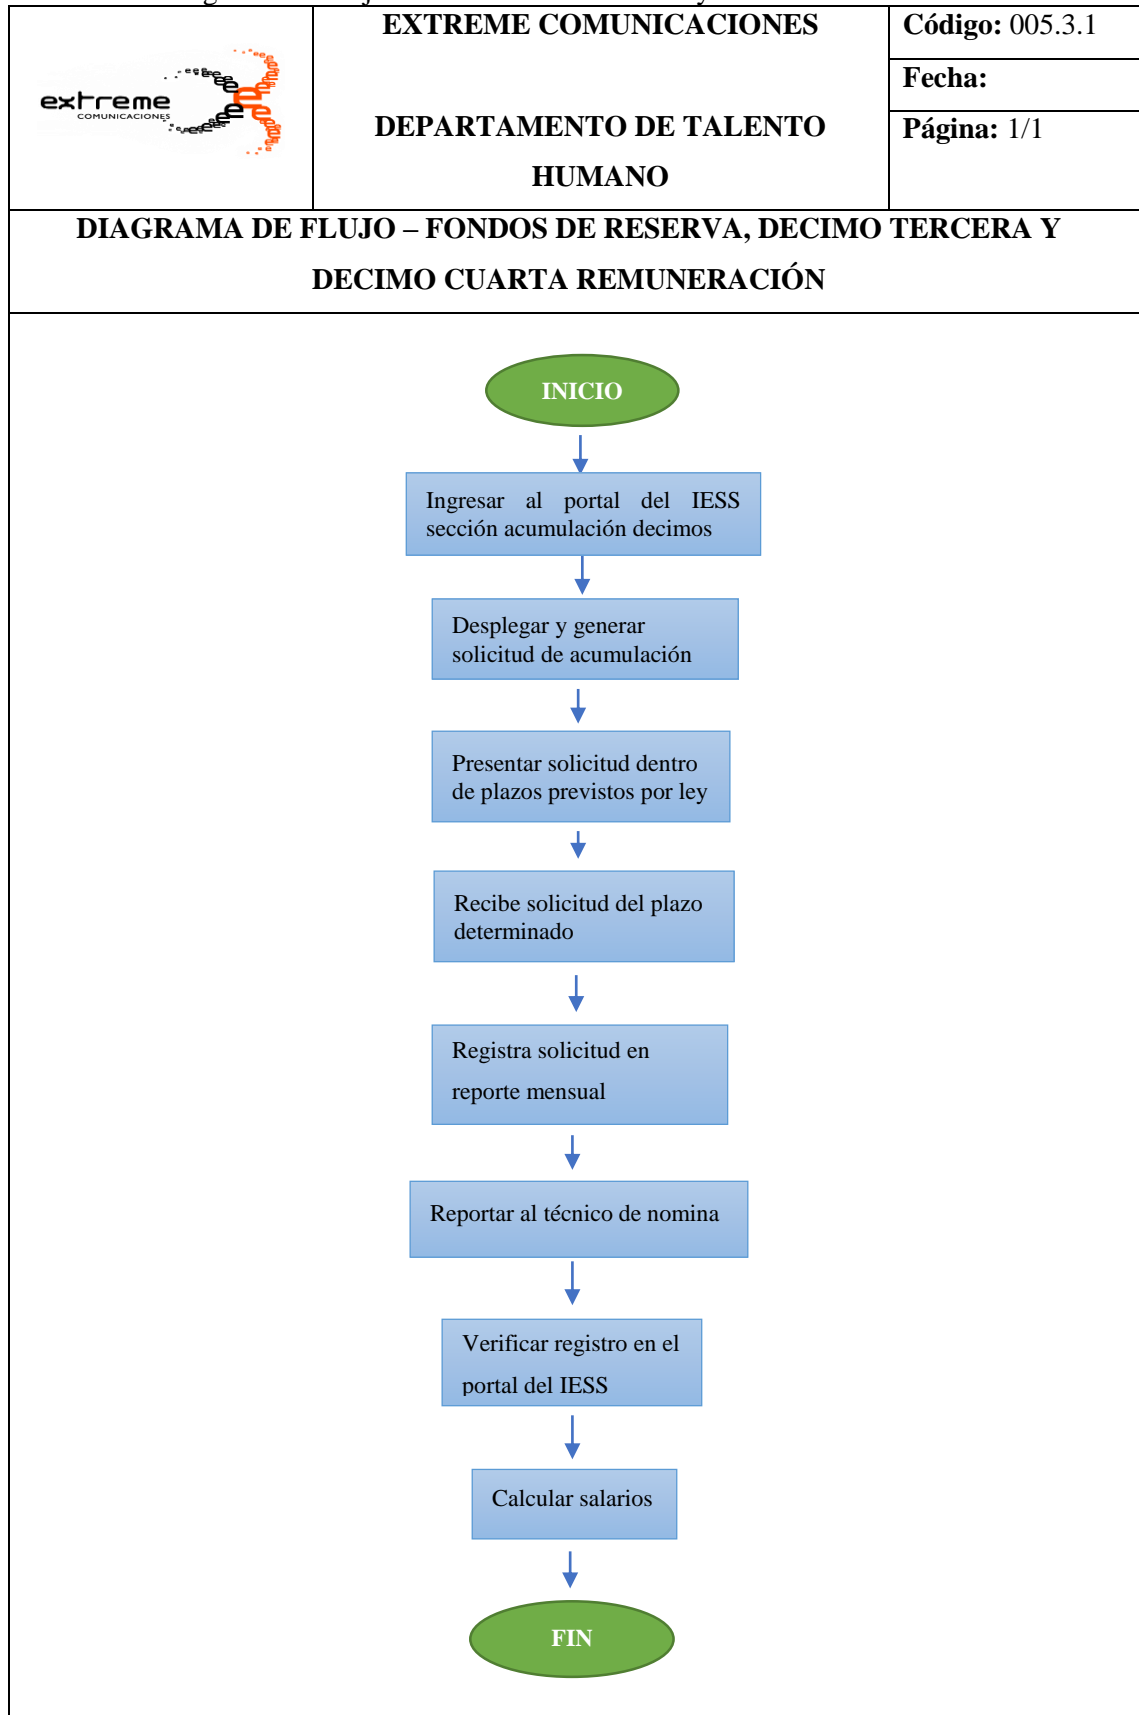 extreme
COMUNICACIONES
EXTREME COMUNICACIONES
DEPARTAMENTO DE TALENTO
HUMANO
Código: 005.3.1
Fecha:
Página: 1/1
DIAGRAMA DE FLUJO – FONDOS DE RESERVA, DECIMO TERCERA Y
DECIMO CUARTA REMUNERACIÓN
INICIO
Ingresar al portal del IESS
sección acumulación decimos
Desplegar y generar
solicitud de acumulación
Presentar solicitud dentro
de plazos previstos por ley
Recibe solicitud del plazo
determinado
Registra solicitud en
reporte mensual
Reportar al técnico de nomina
Verificar registro en el
portal del IESS
Calcular salarios
FIN